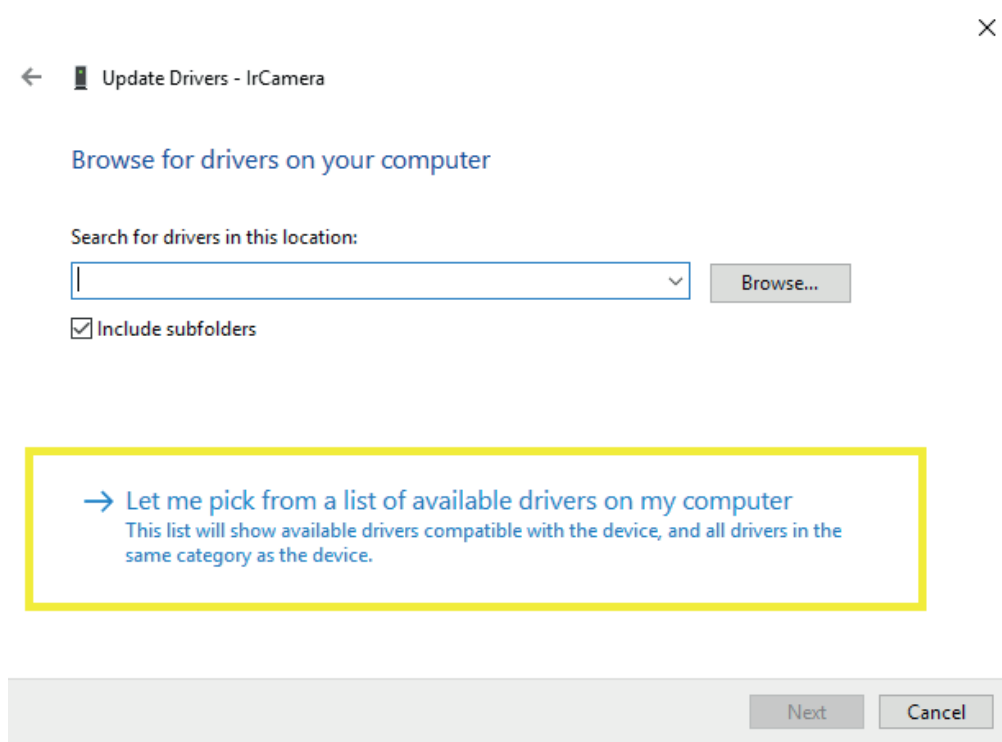 Update Drivers - IrCamera
Browse for drivers on your computer
Search for drivers in this location:
Browse...
Include subfolders
Let me pick from a list of available drivers on my computer
This list will show available drivers compatible with the device, and all drivers in the
same category as the device.
Next
Cancel